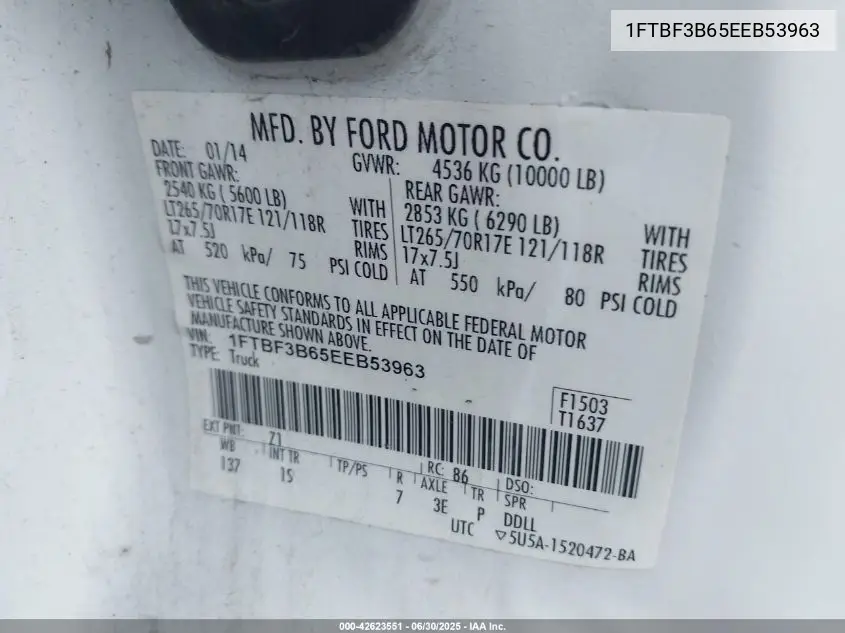 1FTBF3B65EEB53963
MFD. BY FORD MOTOR CO.
DATE: 01/14
GVWR: 4536 KG (10000 LB)
FRONT GAWR:
2540 KG ( 5600 LB) WITH
LT265/70R17E 121/118R TIRES
17x7.5J RIMS
AT 520 kPa/ 75 PSI COLD
REAR GAWR:
2853 KG ( 6290 LB) WITH
LT265/70R17E 121/118R TIRES
17x7.5J RIMS
AT 550 kPa/ 80 PSI COLD
THIS VEHICLE CONFORMS TO ALL APPLICABLE FEDERAL MOTOR
VEHICLE SAFETY STANDARDS IN EFFECT ON THE DATE OF
MANUFACTURE SHOWN ABOVE.
VIN: 1FTBF3B65EEB53963
TYPE: Truck
F1503
T1637
EXT PNT: Z1 RC: 86 DSO:
WB INT TR TP/PS R AXLE TR SPR
137 IS 7 3E P DDLL
UTC ▽5U5A-1520472-BA
000-42623551 - 06/30/2025 - IAA Inc.